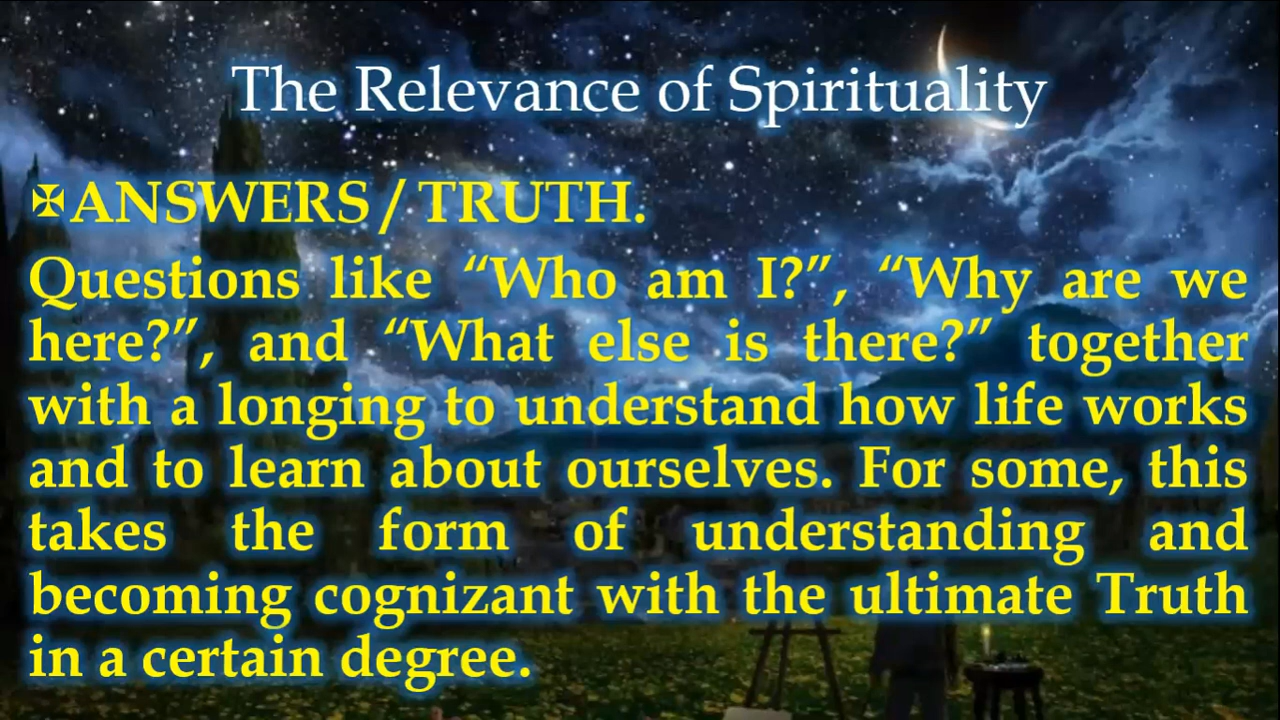 The Relevance of Spirituality
✠ANSWERS / TRUTH.
Questions like “Who am I?”, “Why are we
here?”, and “What else is there?” together
with a longing to understand how life works
and to learn about ourselves. For some, this
takes the form of understanding and
becoming cognizant with the ultimate Truth
in a certain degree.